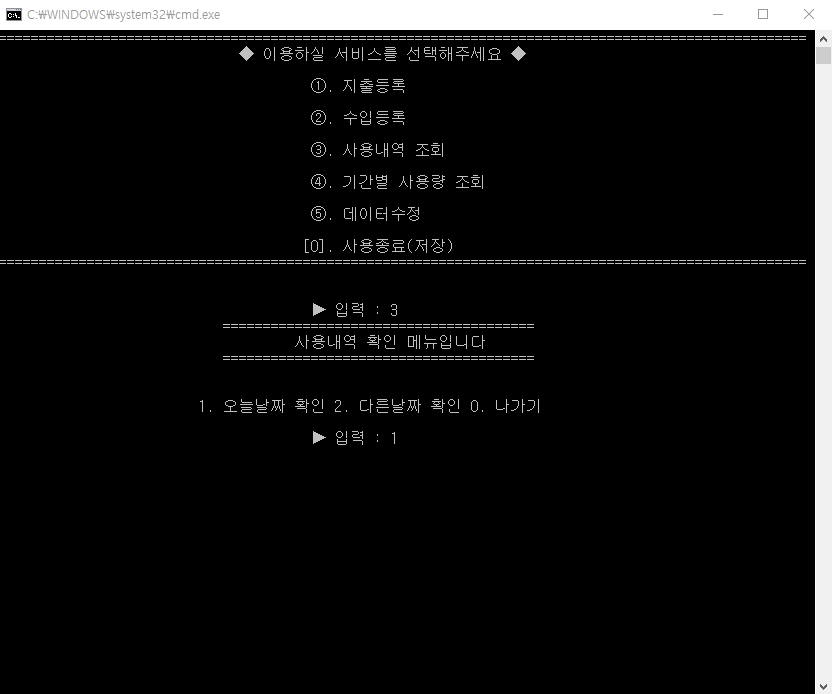 C:₩WINDOWS₩system32₩cmd.exe
◆ 이용하실 서비스를 선택해주세요 ◆
①. 지출등록
②. 수입등록
③. 사용내역 조회
④. 기간별 사용량 조회
⑤. 데이터수정
[0]. 사용종료(저장)
▶ 입력 : 3
사용내역 확인 메뉴입니다
1. 오늘날짜 확인 2. 다른날짜 확인 0. 나가기
▶ 입력 : 1